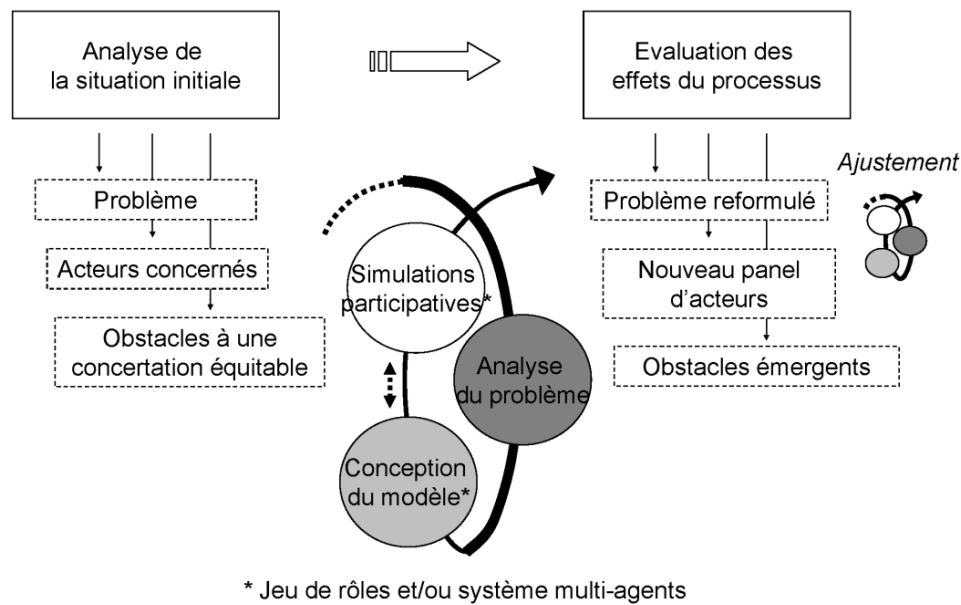 Analyse de
la situation initiale
Problème
Acteurs concernés
Obstacles à une
concertation équitable
Simulations
participatives*
Analyse
du problème
Conception
du modèle*
Evaluation des
effets du processus
Problème reformulé
Nouveau panel
d'acteurs
Obstacles émergents
Ajustement
* Jeu de rôles et/ou système multi-agents